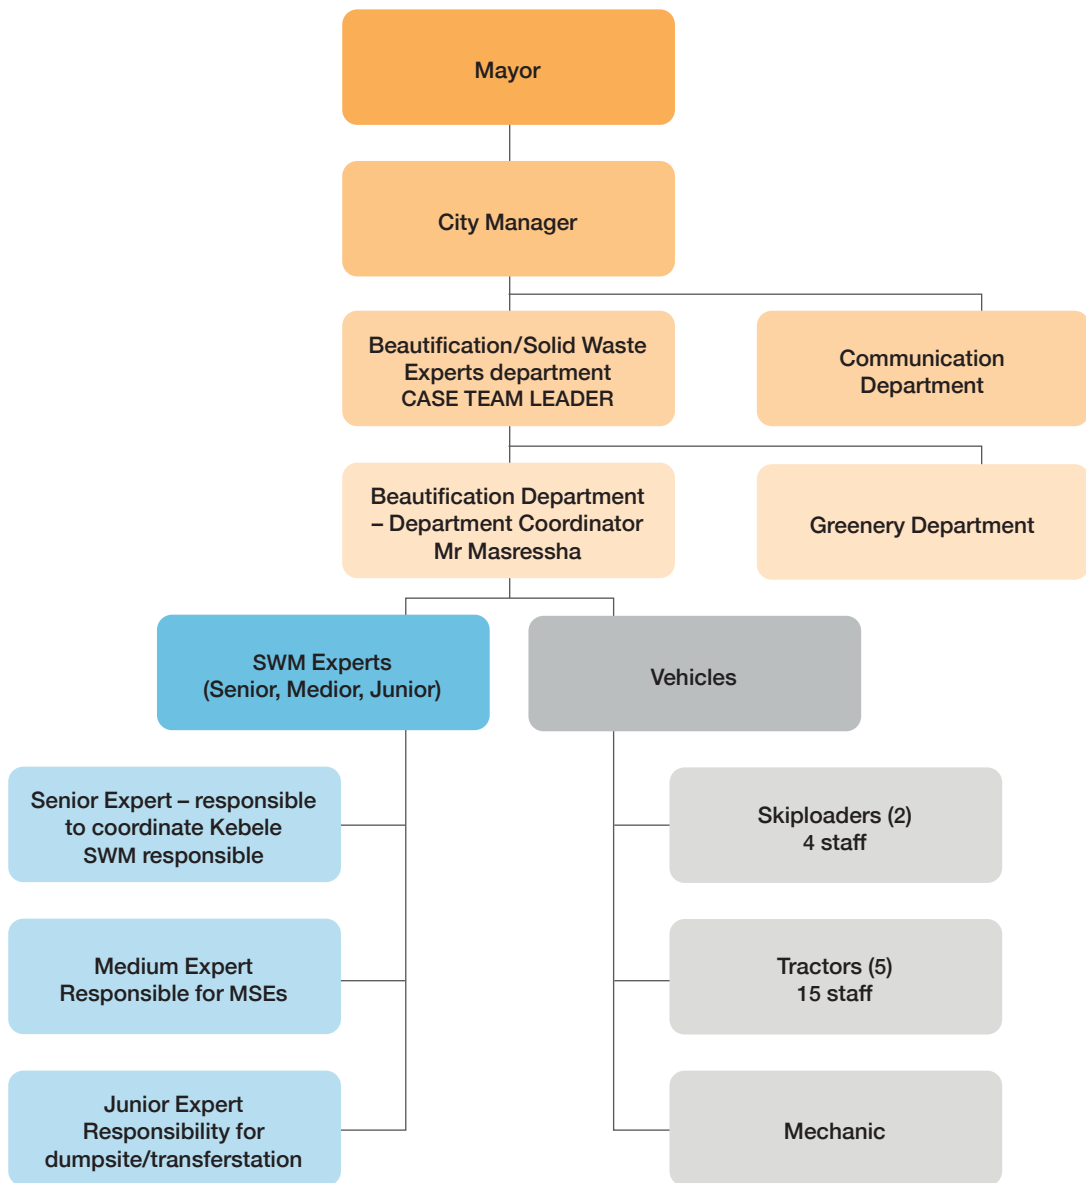 Mayor
City Manager
Beautification/Solid Waste
Experts department
CASE TEAM LEADER
Communication
Department
Beautification Department
– Department Coordinator
Mr Masressha
Greenery Department
SWM Experts
(Senior, Medior, Junior)
Vehicles
Senior Expert – responsible
to coordinate Kebele
SWM responsible
Skiploaders (2)
4 staff
Medium Expert
Responsible for MSEs
Tractors (5)
15 staff
Junior Expert
Responsibility for
dumpsite/transferstation
Mechanic